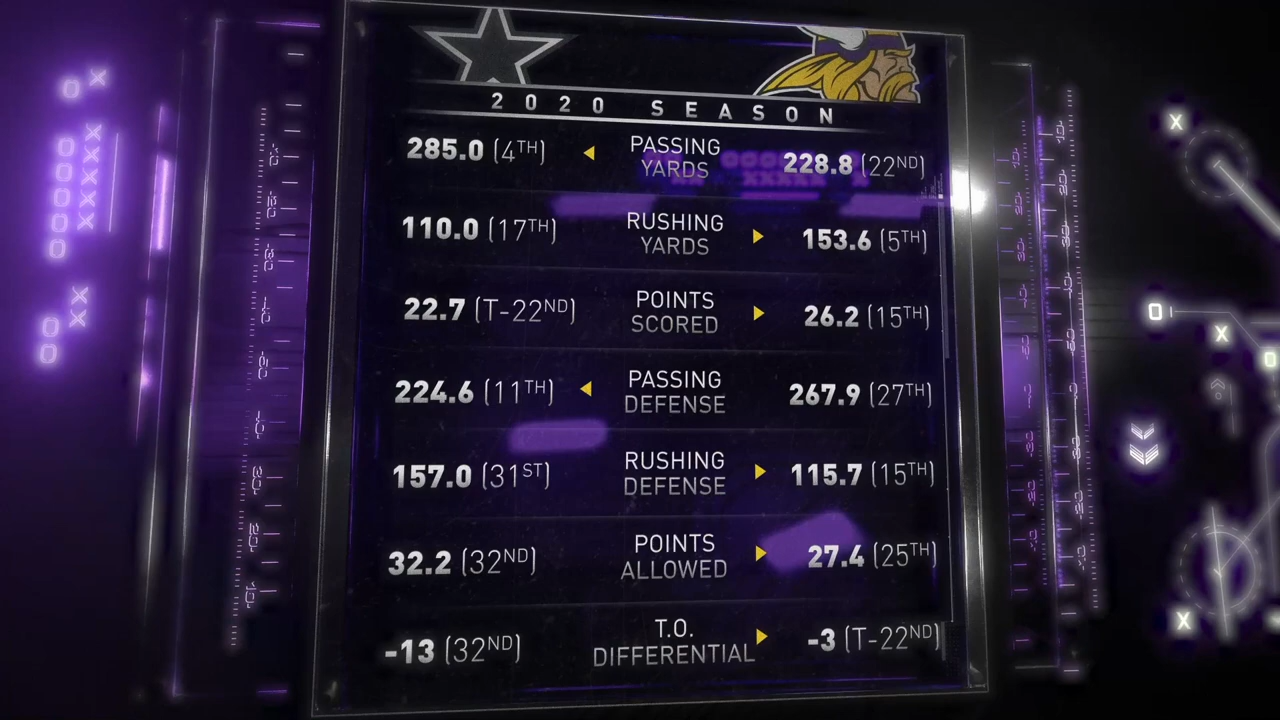 2020 SEASON
285.0 (4TH) PASSING YARDS 228.8 (22ND)
110.0 (17TH) RUSHING YARDS 153.6 (5TH)
22.7 (T-22ND) POINTS SCORED 26.2 (15TH)
224.6 (11TH) PASSING DEFENSE 267.9 (27TH)
157.0 (31ST) RUSHING DEFENSE 115.7 (15TH)
32.2 (32ND) POINTS ALLOWED 27.4 (25TH)
-13 (32ND) T.O. DIFFERENTIAL -3 (T-22ND)